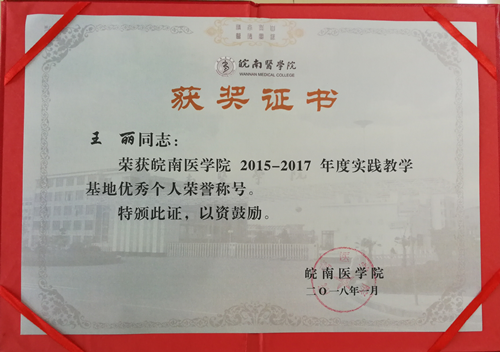 皖南醫學院
WANNAN MEDICAL COLLEGE
获奖证书
王 丽同志：
荣获皖南医学院 2015-2017 年度实践教学
基地优秀个人荣誉称号。
特颁此证，以资鼓励。
皖南医学院
二〇一八年一月